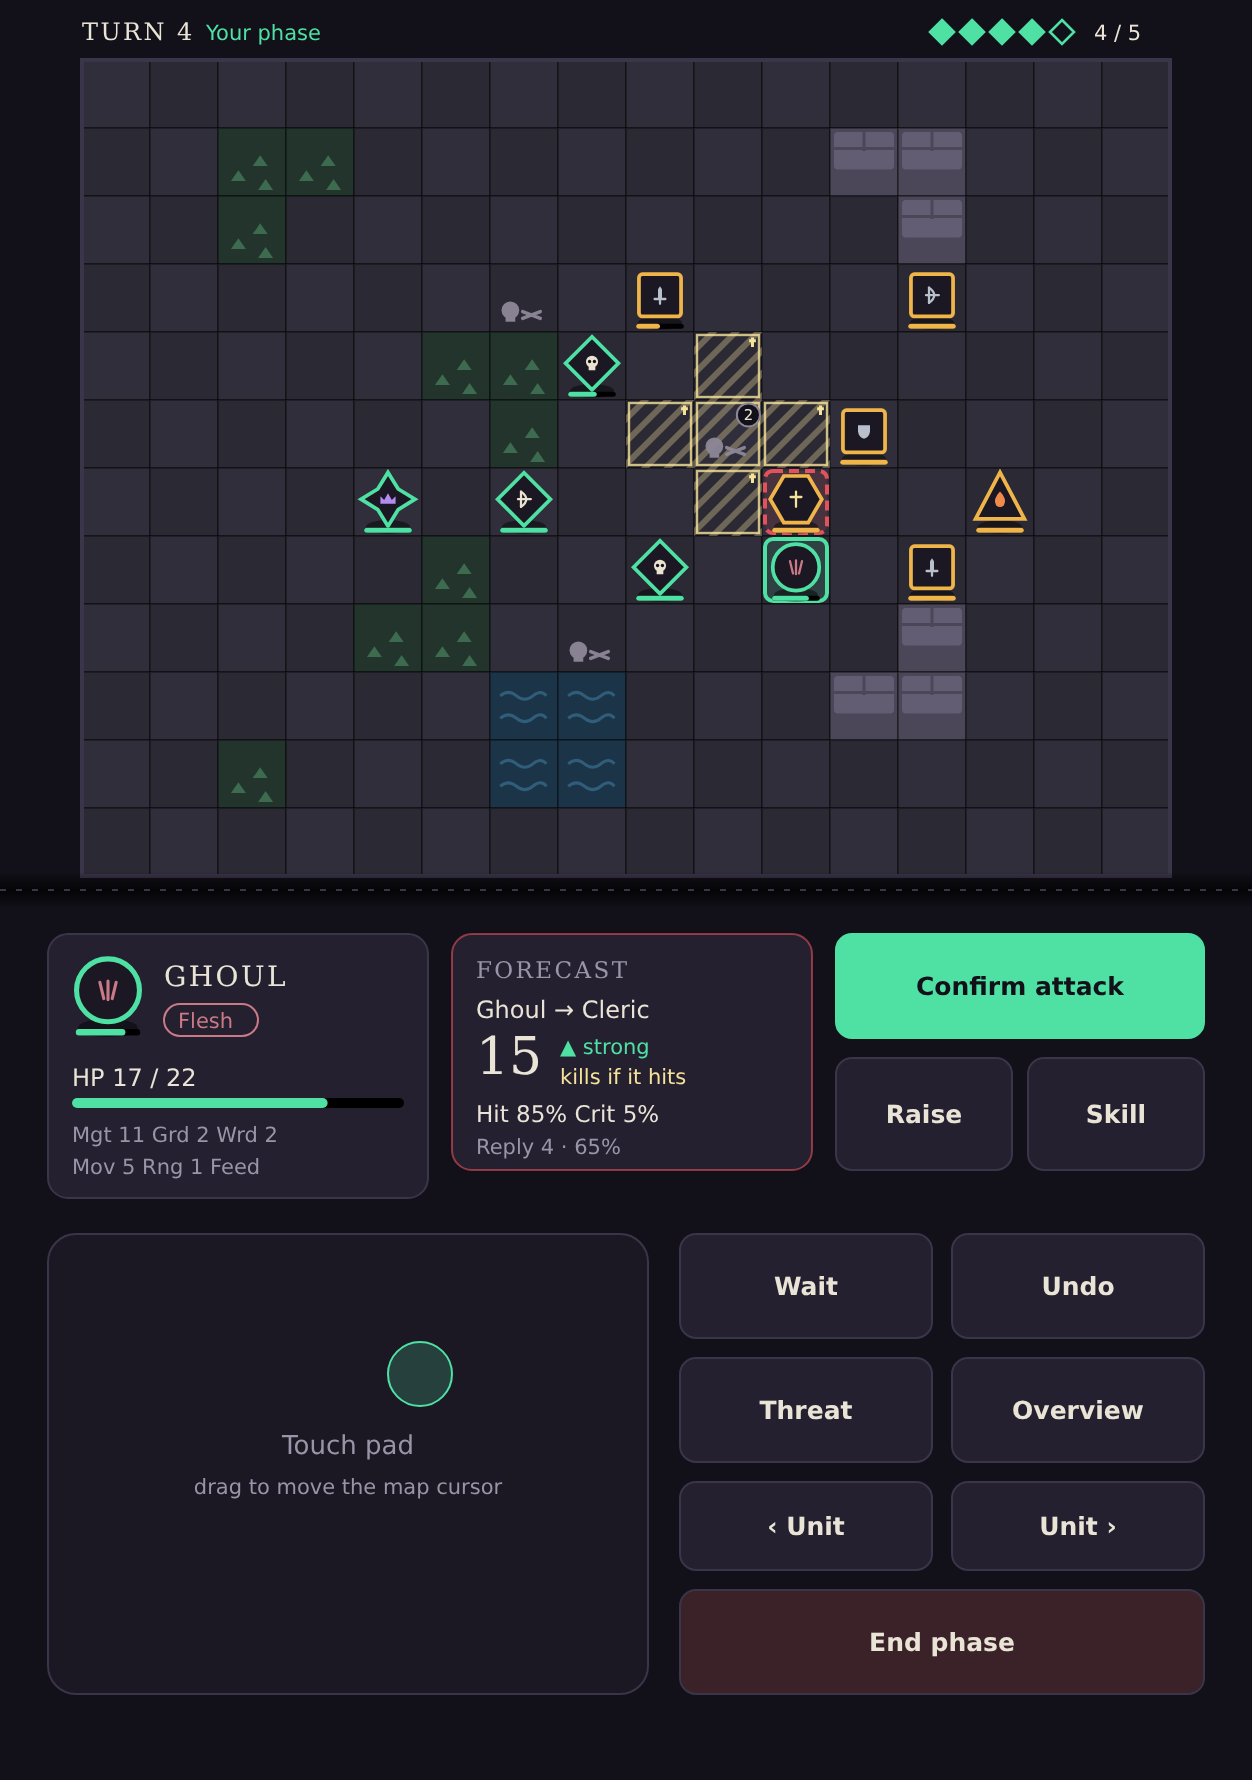 TURN 4 Your phase
4 / 5
2
GHOUL
Flesh
HP 17 / 22
Mgt 11 Grd 2 Wrd 2
Mov 5 Rng 1 Feed
FORECAST
Ghoul → Cleric
15 ▲ strong
kills if it hits
Hit 85% Crit 5%
Reply 4 · 65%
Confirm attack
Raise
Skill
Touch pad
drag to move the map cursor
Wait
Undo
Threat
Overview
‹ Unit
Unit ›
End phase